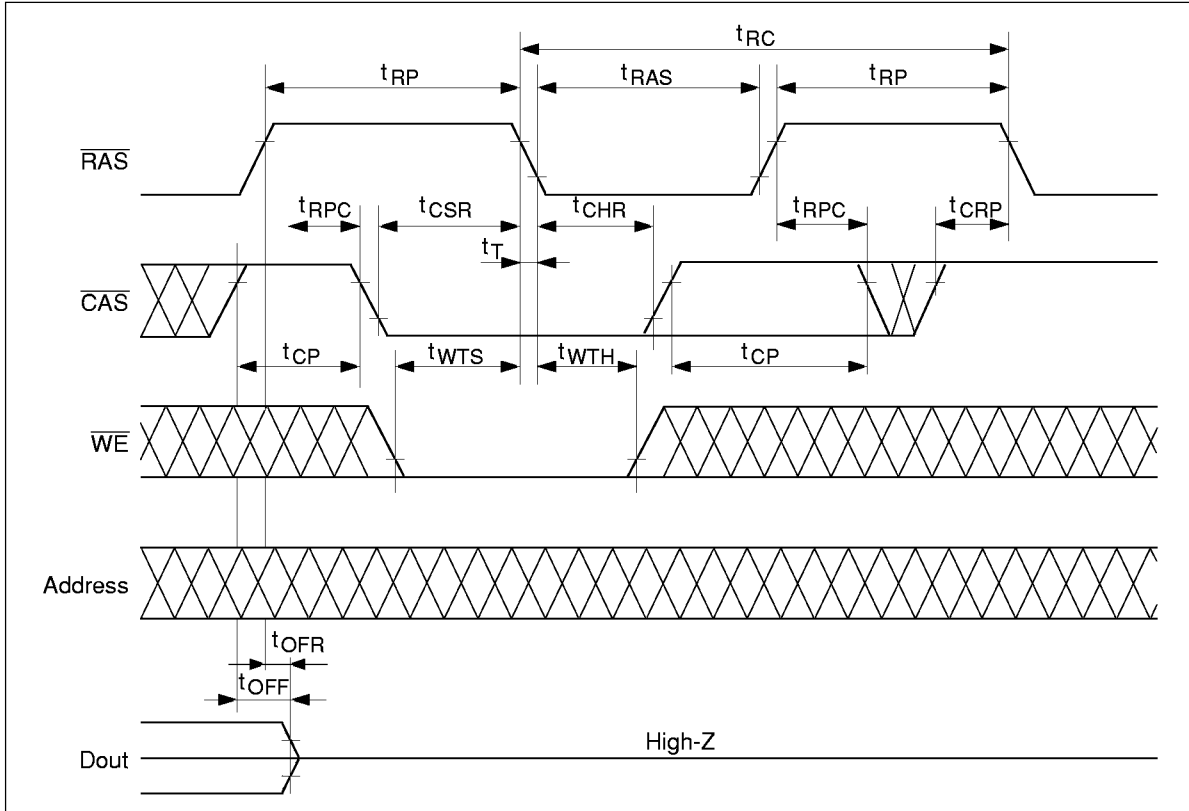 tRC
tRP tRAS tRP
RAS
tRPC tCSR tCHR tRPC tCRP
tT
CAS
tCP tWTS tWTH tCP
WE
Address
tOFR
tOFF
High-Z
Dout